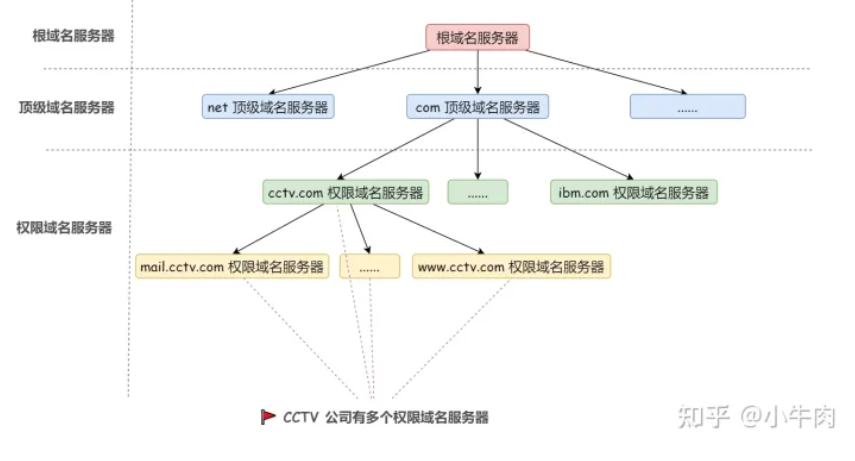 根域名服务器
根域名服务器
顶级域名服务器
net 顶级域名服务器
com 顶级域名服务器
......
cctv.com 权限域名服务器
......
ibm.com 权限域名服务器
权限域名服务器
mail.cctv.com 权限域名服务器
......
www.cctv.com 权限域名服务器
CCTV 公司有多个权限域名服务器
知乎 @小牛肉